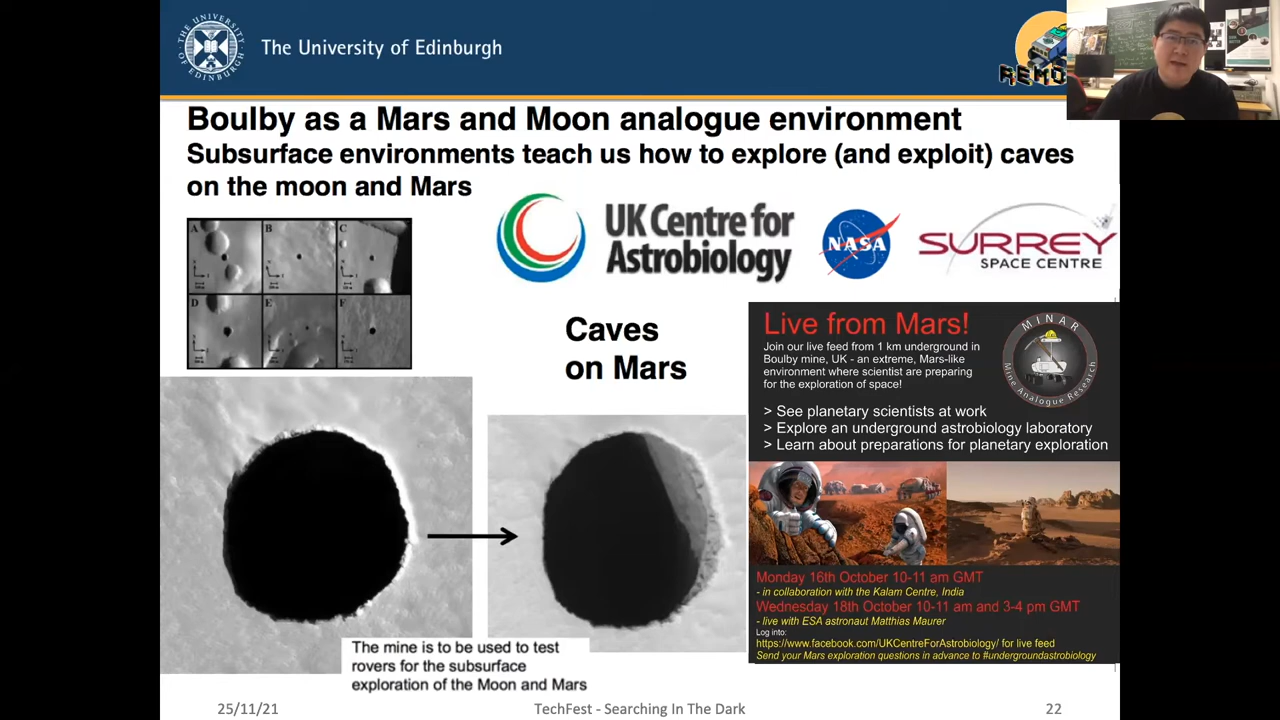 THE UNIVERSITY OF EDINBURGH
The University of Edinburgh
REMO
Boulby as a Mars and Moon analogue environment
Subsurface environments teach us how to explore (and exploit) caves
on the moon and Mars
A
B
C
D
E
F
UK Centre for
Astrobiology
NASA
SURREY
SPACE CENTRE
Caves
on Mars
Live from Mars!
Join our live feed from 1 km underground in
Boulby mine, UK - an extreme, Mars-like
environment where scientist are preparing
for the exploration of space!
MINAR
Mine Analogue Research
> See planetary scientists at work
> Explore an underground astrobiology laboratory
> Learn about preparations for planetary exploration
Monday 16th October 10-11 am GMT
- in collaboration with the Kalam Centre, India
Wednesday 18th October 10-11 am and 3-4 pm GMT
- live with ESA astronaut Matthias Maurer
Log into:
https://www.facebook.com/UKCentreForAstrobiology/ for live feed
Send your Mars exploration questions in advance to #undergroundastrobiology
The mine is to be used to test
rovers for the subsurface
exploration of the Moon and Mars
25/11/21
TechFest - Searching In The Dark
22